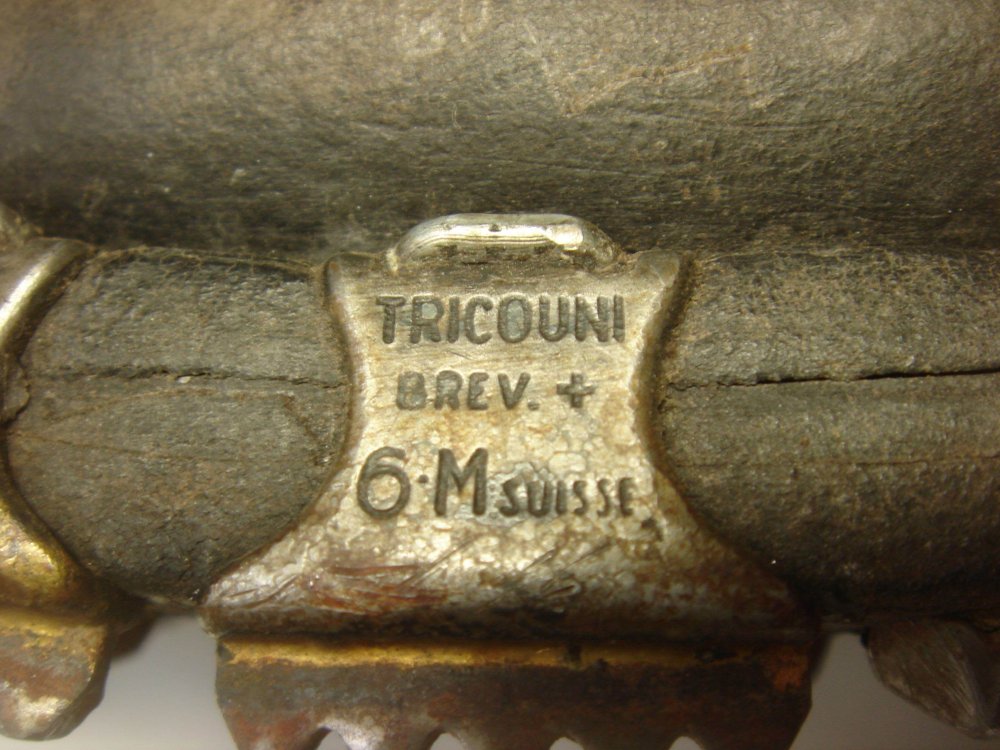 TRICOUNI
BREV. +
6·M SUISSE